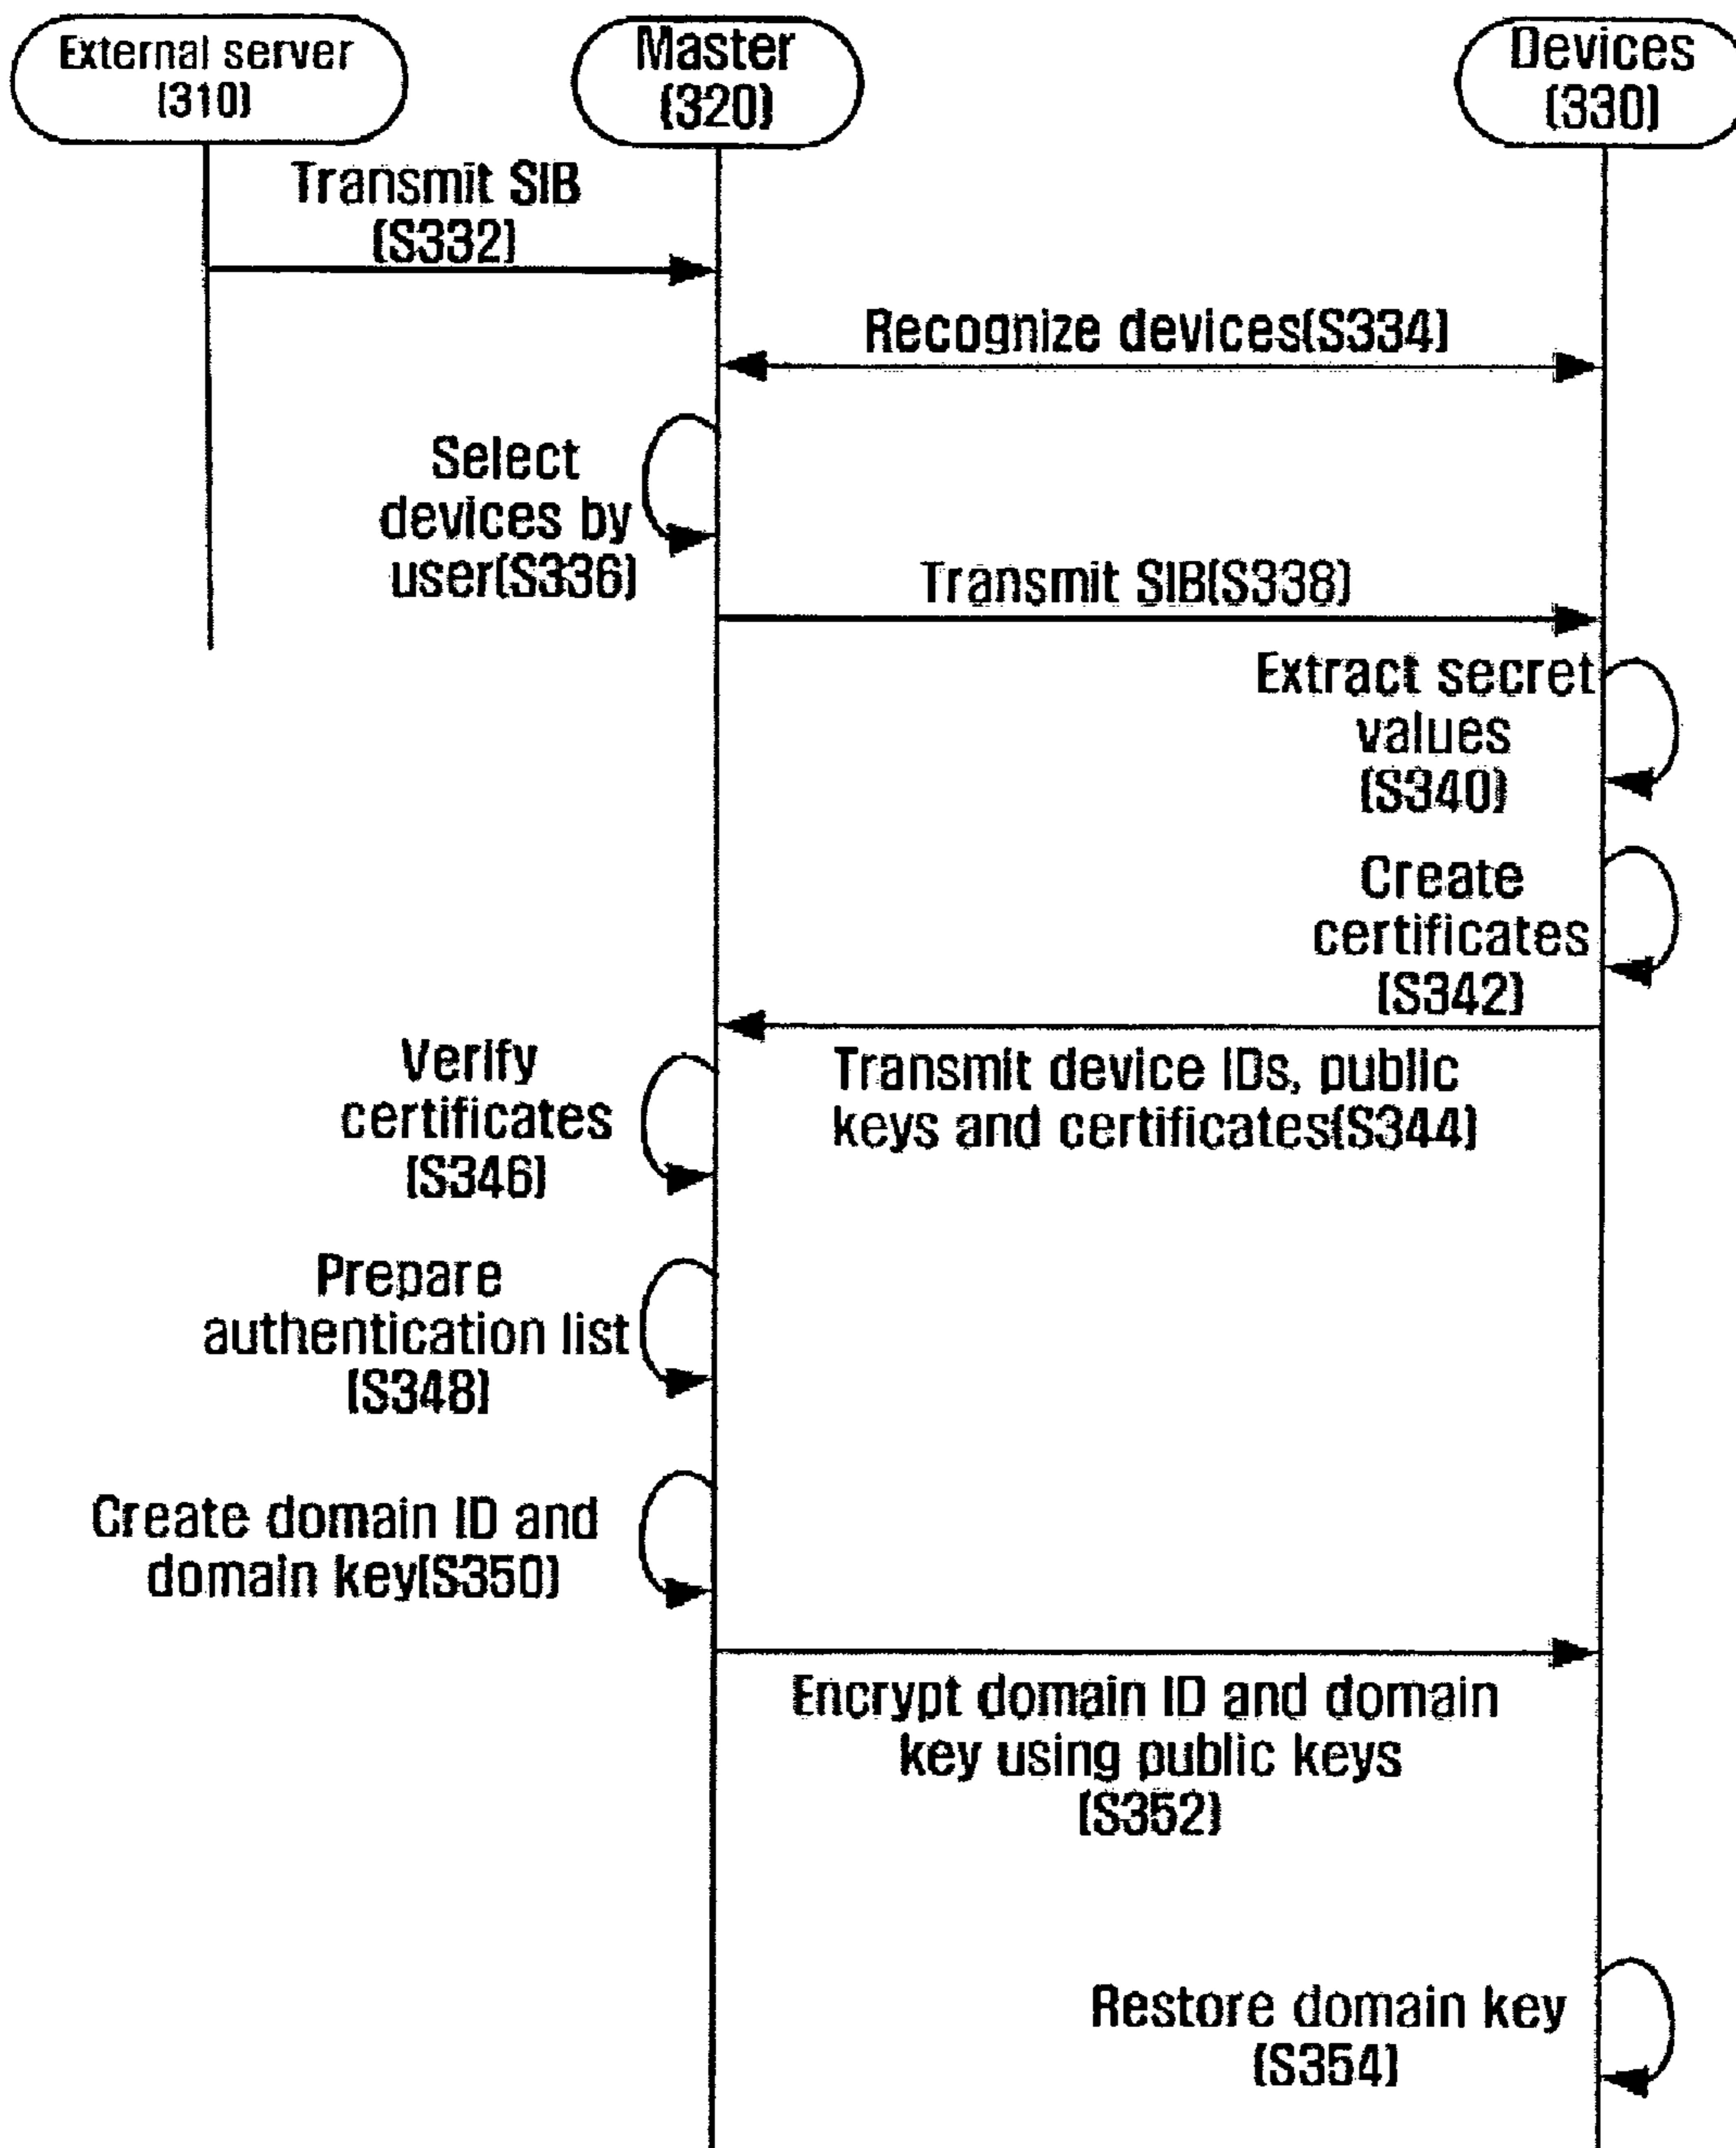 External server
(310)
Master
(320)
Devices
(330)
Transmit SIB
(S332)
Recognize devices(S334)
Select
devices by
user(S336)
Transmit SIB(S338)
Extract secret
values
(S340)
Create
certificates
(S342)
Transmit device IDs, public
keys and certificates(S344)
Verify
certificates
(S346)
Prepare
authentication list
(S348)
Create domain ID and
domain key(S350)
Encrypt domain ID and domain
key using public keys
(S352)
Restore domain key
(S354)